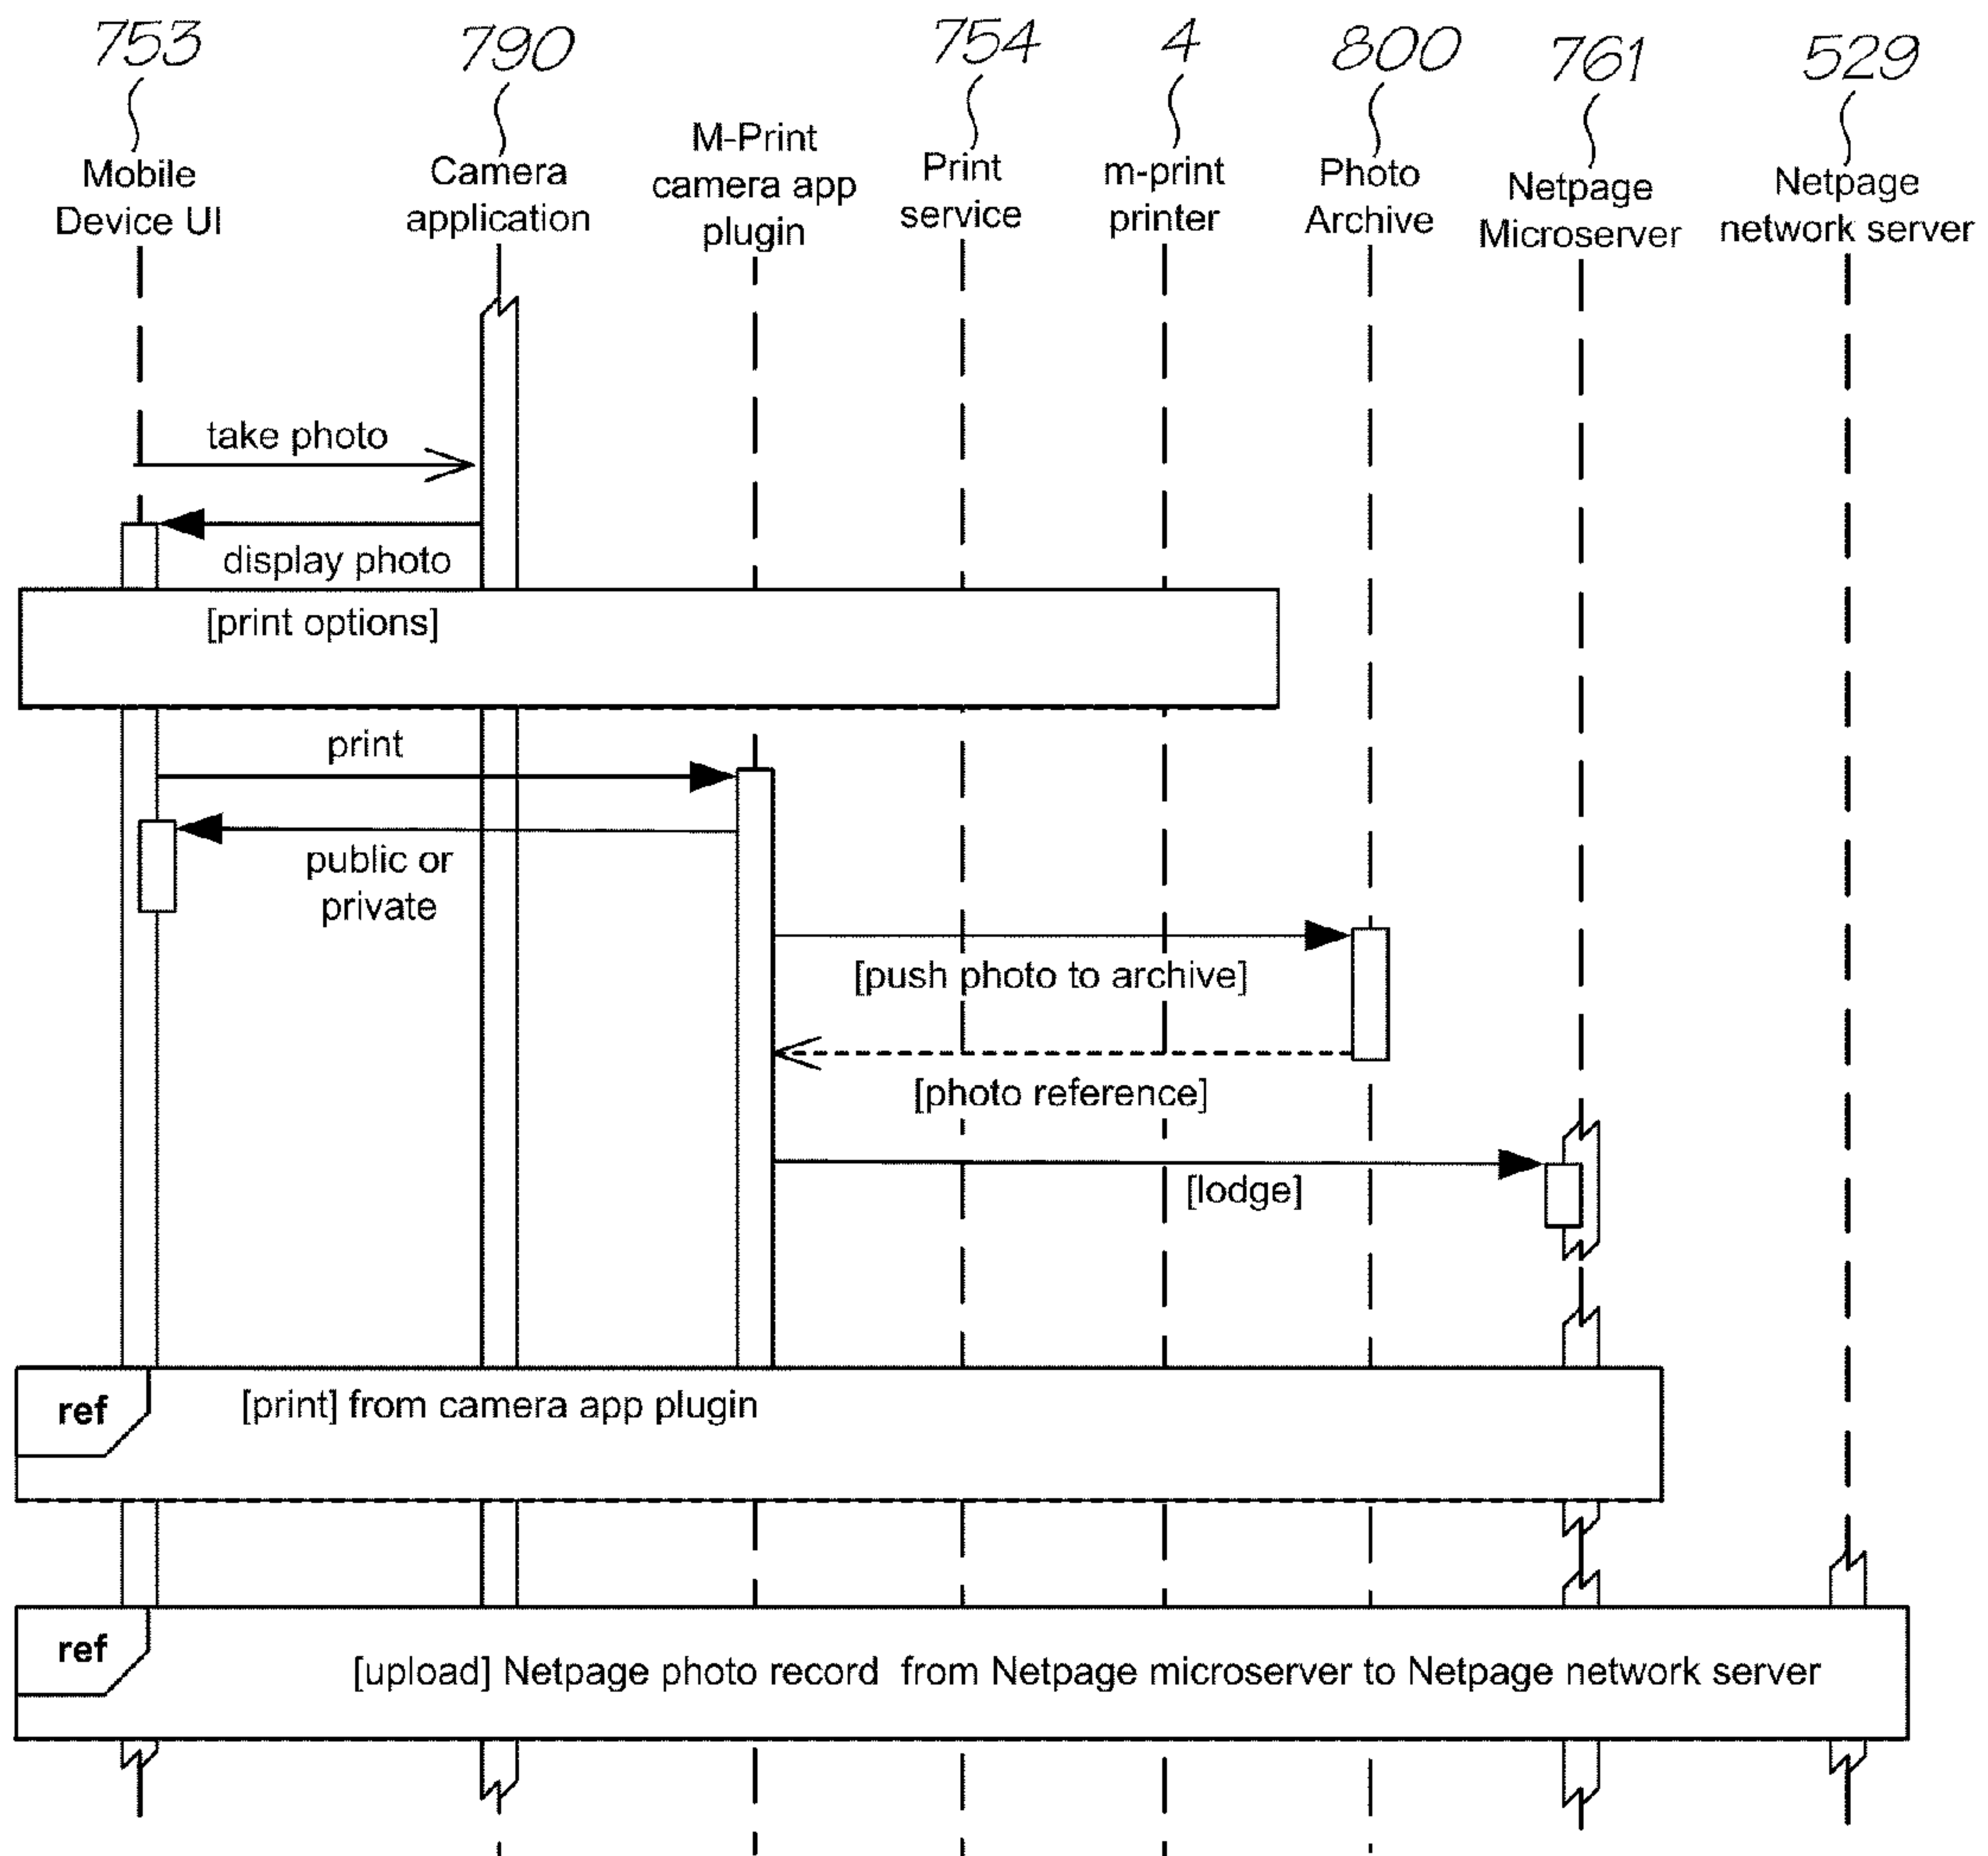 753
790
754
4
800
761
529
Mobile
Device UI
Camera
application
M-Print
camera app
plugin
Print
service
m-print
printer
Photo
Archive
Netpage
Microserver
Netpage
network server
take photo
display photo
[print options]
print
public or
private
[push photo to archive]
[photo reference]
[lodge]
ref
[print] from camera app plugin
ref
[upload] Netpage photo record from Netpage microserver to Netpage network server